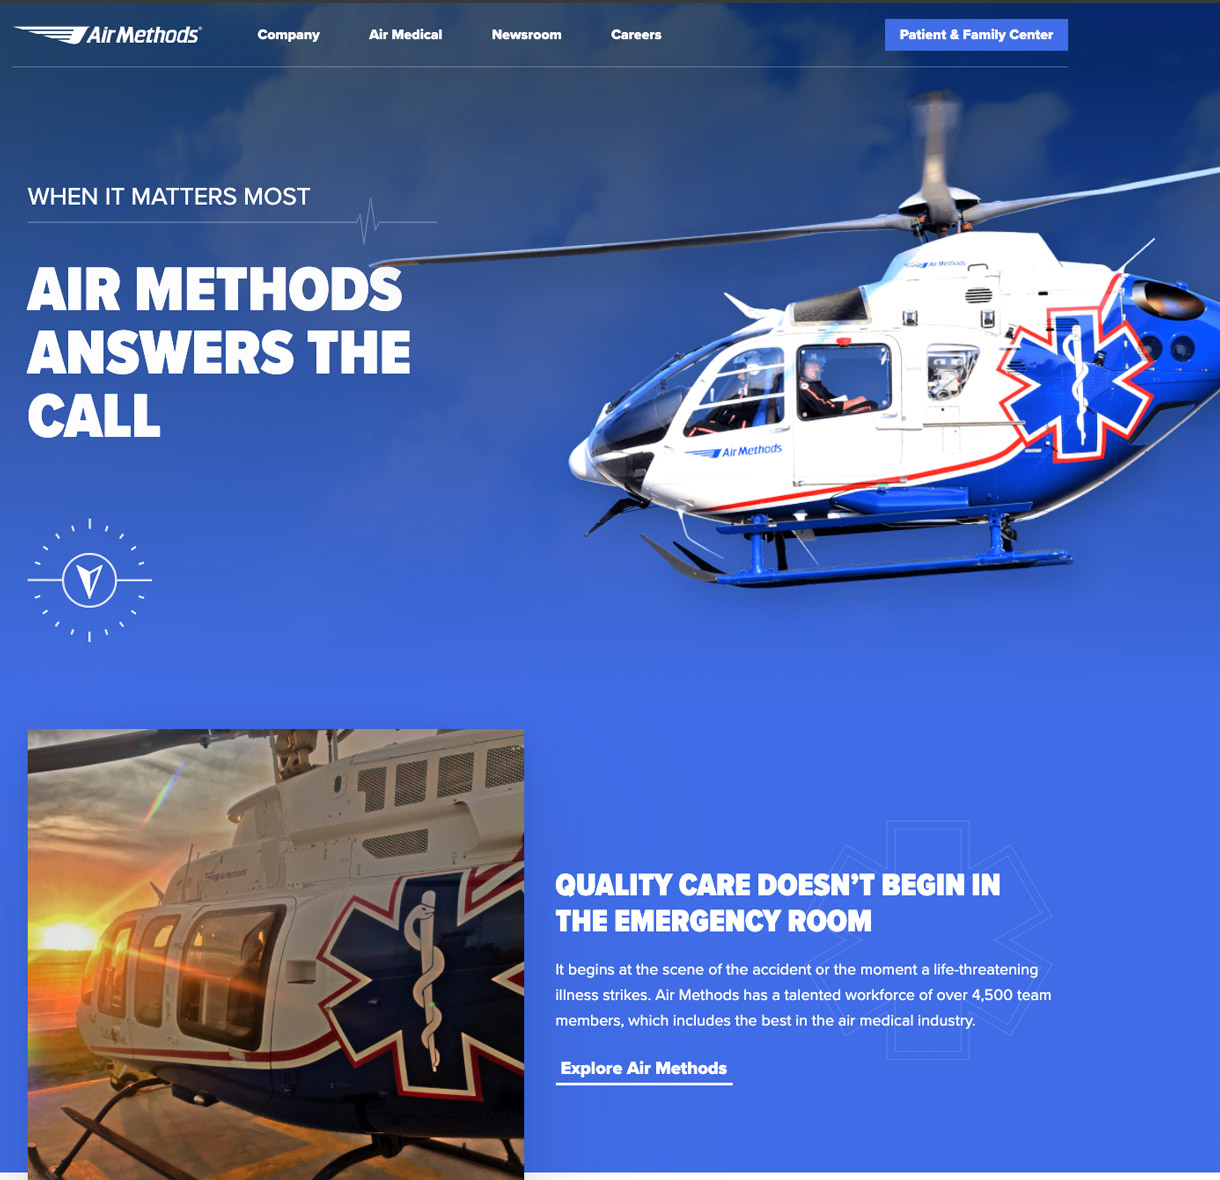 Air Methods
Company
Air Medical
Newsroom
Careers
Patient & Family Center
WHEN IT MATTERS MOST
AIR METHODS
ANSWERS THE
CALL
Air Methods
Air Methods
Air Methods
QUALITY CARE DOESN’T BEGIN IN
THE EMERGENCY ROOM
It begins at the scene of the accident or the moment a life-threatening
illness strikes. Air Methods has a talented workforce of over 4,500 team
members, which includes the best in the air medical industry.
Explore Air Methods